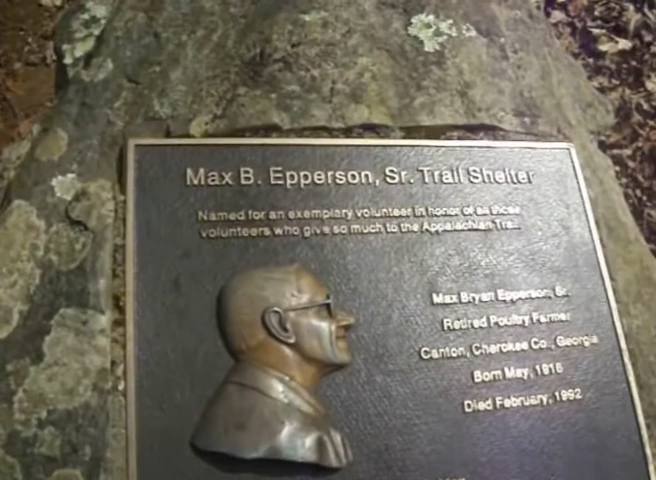 Max B. Epperson, Sr. Trail Shelter
Named for an exemplary volunteer in honor of all those
volunteers who give so much to the Appalachian Trail.
Max Bryan Epperson, Sr.
Retired Poultry Farmer
Canton, Cherokee Co., Georgia
Born May, 1916
Died February, 1992